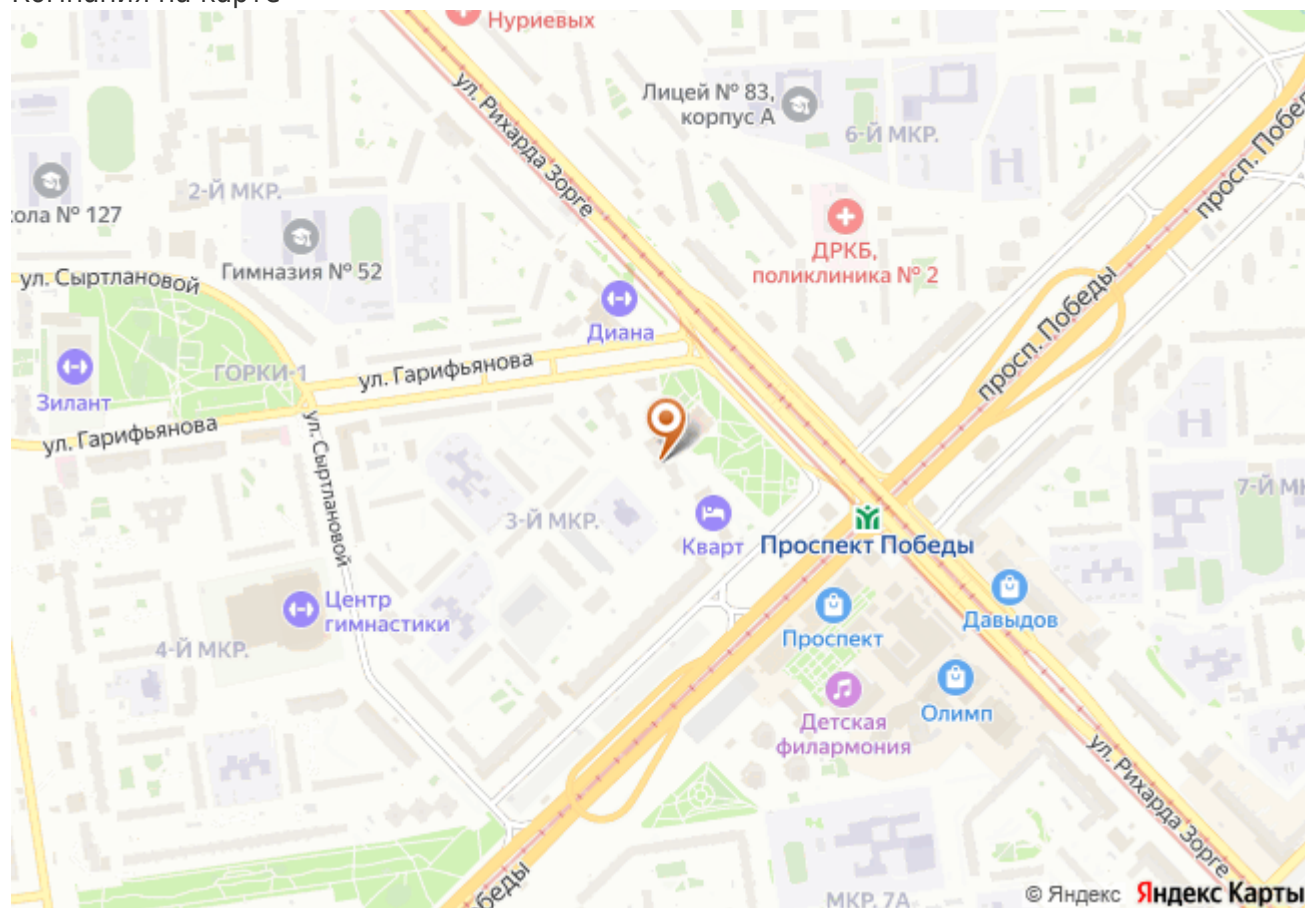 Компания на карте
Нуриевых
ул. Рихарда Зорге
Лицей № 83,
корпус А
6-Й МКР.
просп. Победы
2-Й МКР.
Гимназия № 52
ДРКБ,
поликлиника № 2
ул. Сыртлановой
Диана
просп. Победы
ГОРКИ-1
ул. Гарифьянова
Зилант
ул. Гарифьянова
ул. Сыртлановой
3-Й МКР.
Кварт
Проспект Победы
Центр
гимнастики
Проспект
Давыдов
4-Й МКР.
Детская
филармония
Олимп
ул. Рихарда Зорге
МКР. 7А
© Яндекс Яндекс Карты